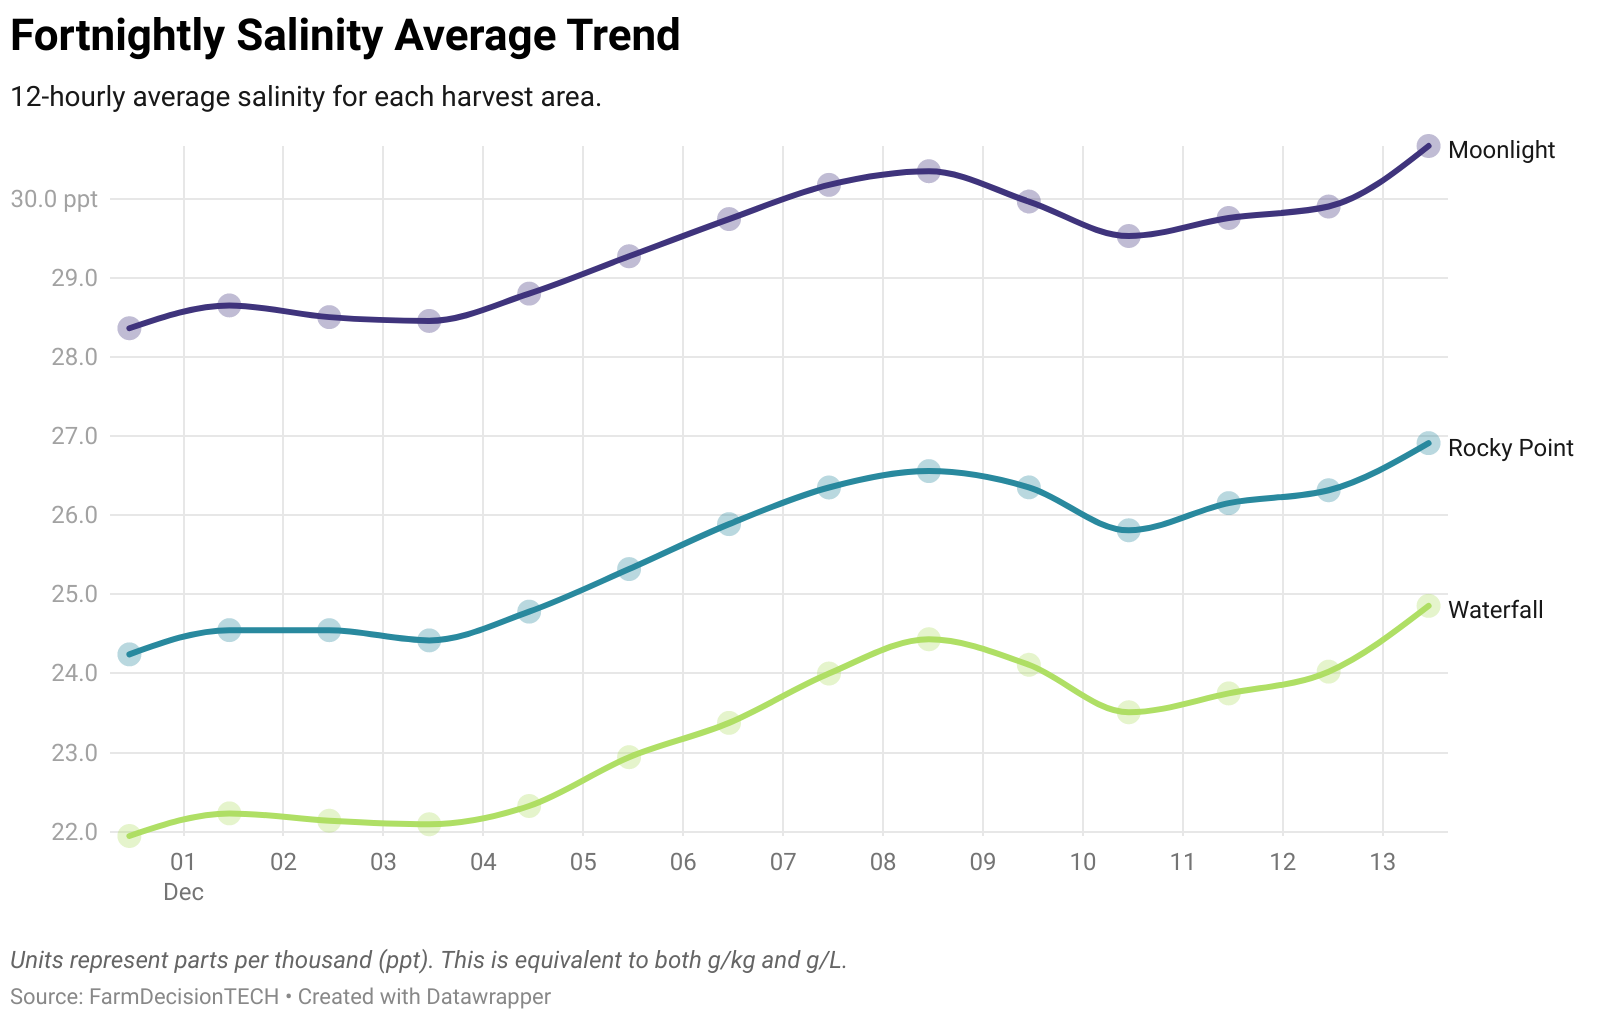 Fortnightly Salinity Average Trend
12-hourly average salinity for each harvest area.
Moonlight
30.0 ppt
29.0
28.0
27.0
Rocky Point
26.0
25.0
Waterfall
24.0
23.0
22.0
01 02 03 04 05 06 07 08 09 10 11 12 13
Dec
Units represent parts per thousand (ppt). This is equivalent to both g/kg and g/L.
Source: FarmDecisionTECH • Created with Datawrapper